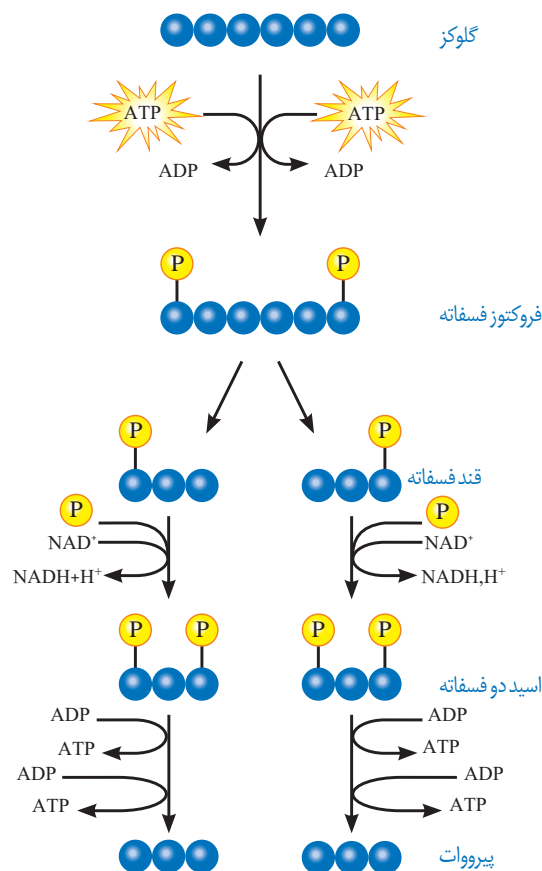 گلوکز
ATP ATP
ADP ADP
P P
فروکتوز فسفاته
P P
قند فسفاته
P P
NAD⁺ NAD⁺
NADH+H⁺ NADH,H⁺
P P P P
اسید دو فسفاته
ADP ADP
ATP ATP
ADP ADP
ATP ATP
پیرووات